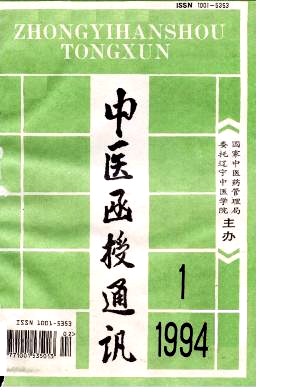 ISSN 1001-5353
ZHONGYIHANSHOU
TONGXUN
中医函授通讯
国家中医药管理局
委托辽宁中医学院
主办
1
1994
ISSN 1001-5353
02